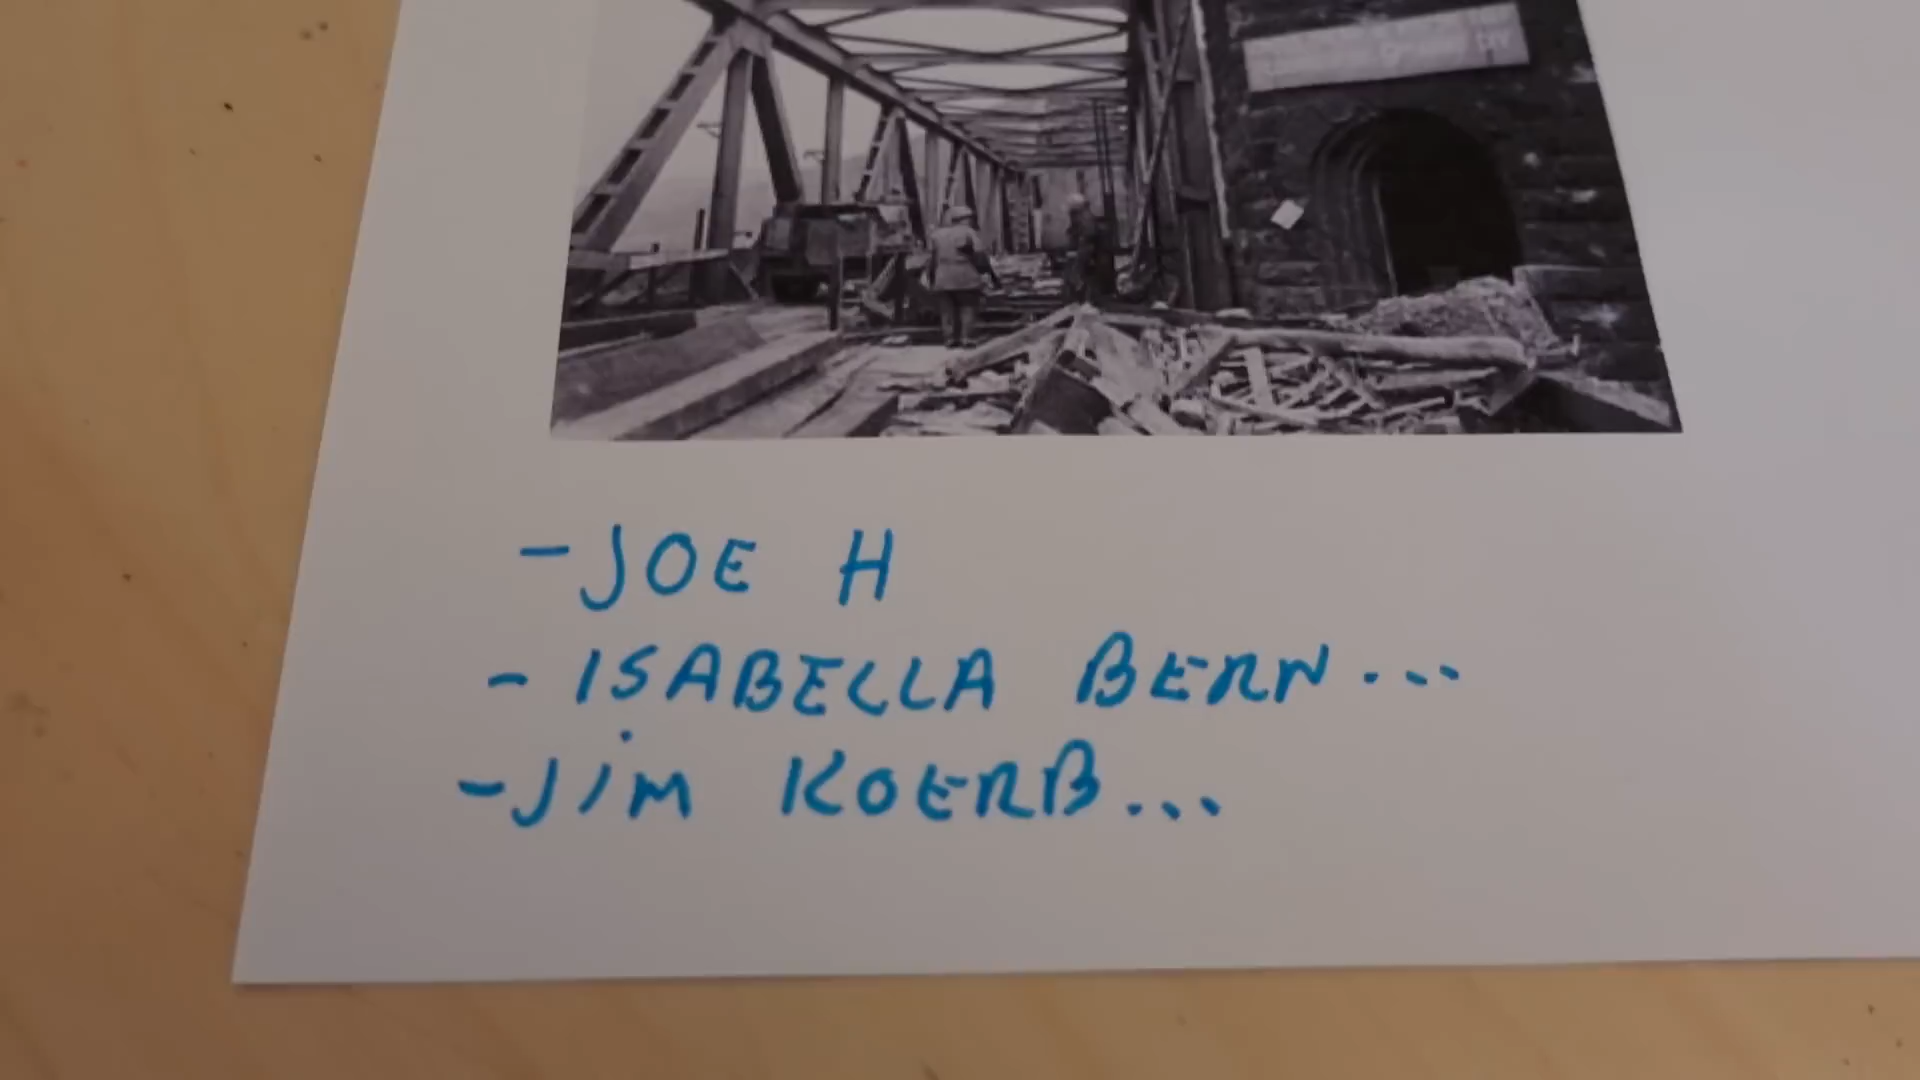 - JOE H
- ISABELLA BERN...
- JIM KOERB...